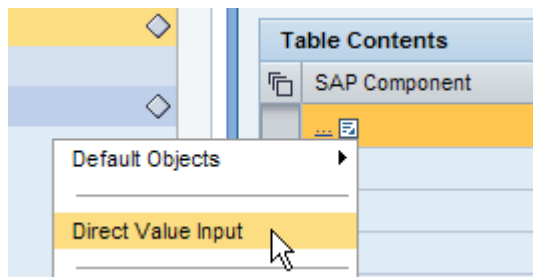 Table Contents
SAP Component
...
Default Objects
Direct Value Input